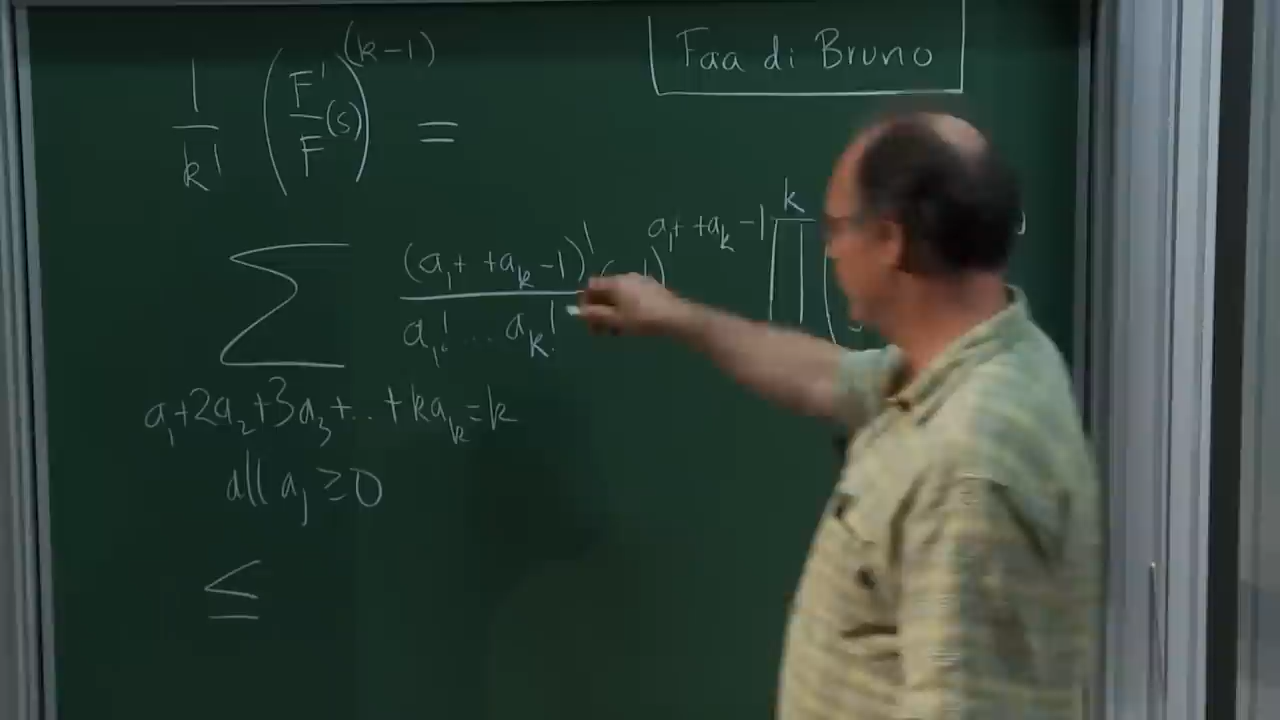 Faa di Bruno
1/k! (F'/F (s))^(k-1) =
∑ (a₁+ +aₖ-1)! / a₁!...aₖ! (-1)^a₁+ +aₖ-1 ∏ k
a₁+2a₂+3a₃+...+kaₖ=k
all aⱼ ≥0
≤